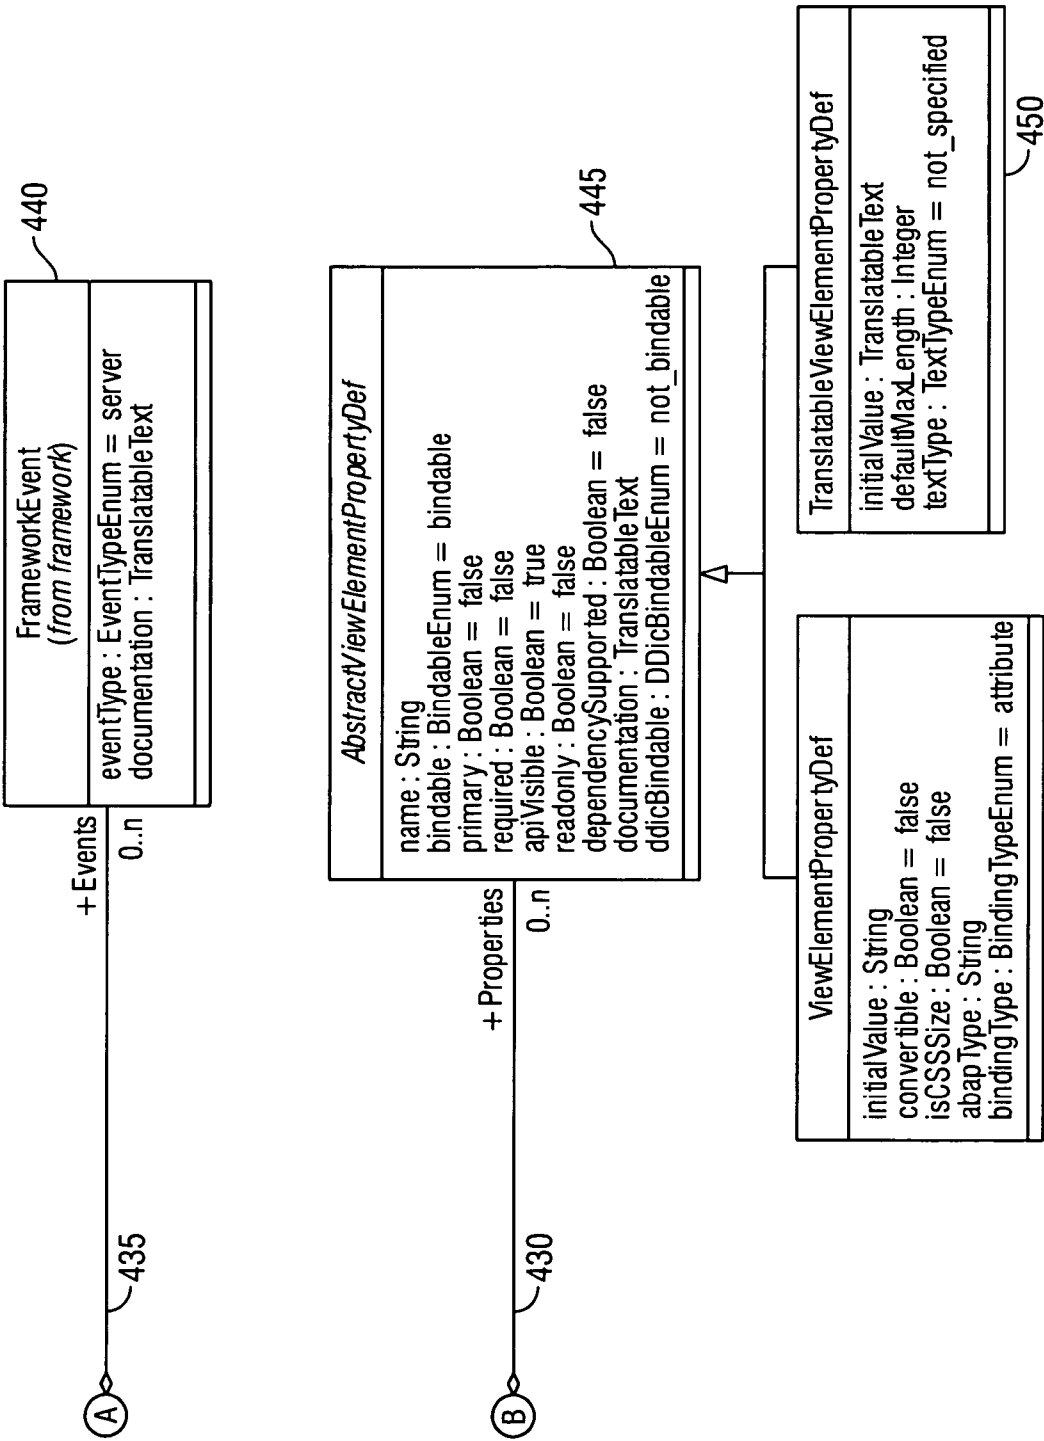 FrameworkEvent
(from framework)
eventType : EventTypeEnum = server
documentation : TranslatableText
440
+ Events
0..n
435
A
AbstractViewElementPropertyDef
name : String
bindable : BindableEnum = bindable
primary : Boolean = false
required : Boolean = false
apiVisible : Boolean = true
readonly : Boolean = false
dependencySupported : Boolean = false
documentation : TranslatableText
ddicBindable : DDicBindableEnum = not_bindable
445
+ Properties
0..n
430
B
ViewElementPropertyDef
initialValue : String
convertible : Boolean = false
isCSSSize : Boolean = false
abapType : String
bindingType : BindingTypeEnum = attribute
TranslatableViewElementPropertyDef
initialValue : TranslatableText
defaultMaxLength : Integer
textType : TextTypeEnum = not_specified
450